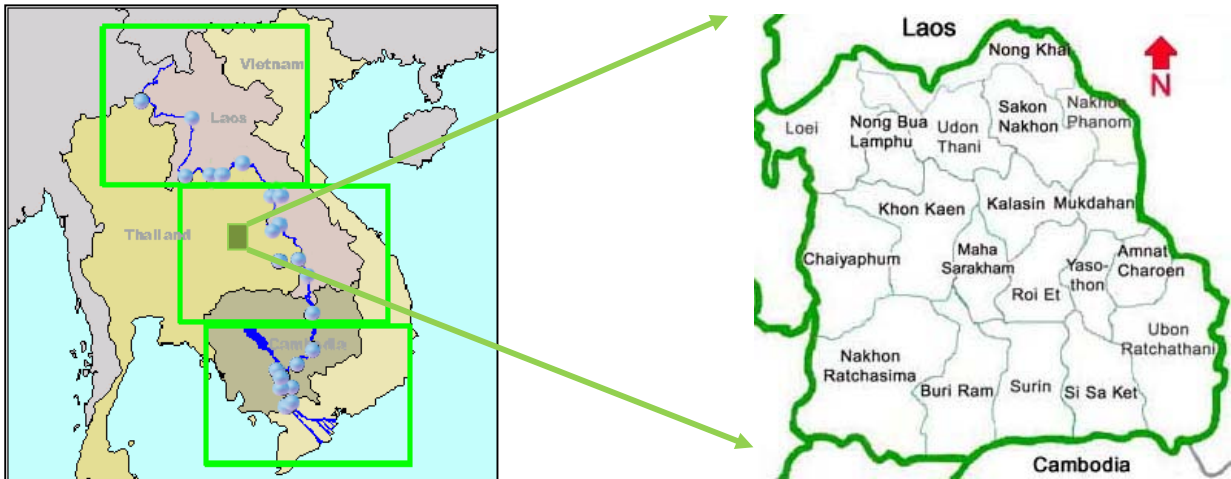 Vietnam
Laos
Thailand
Cambodia
Laos
Nong Khai
N
Loei
Nong Bua
Lamphu
Udon
Thani
Sakon
Nakhon
Nakhon
Phanom
Khon Kaen
Kalasin
Mukdahan
Chaiyaphum
Maha
Sarakham
Roi Et
Yaso-
thon
Amnat
Charoen
Ubon
Ratchathani
Nakhon
Ratchasima
Buri Ram
Surin
Si Sa Ket
Cambodia